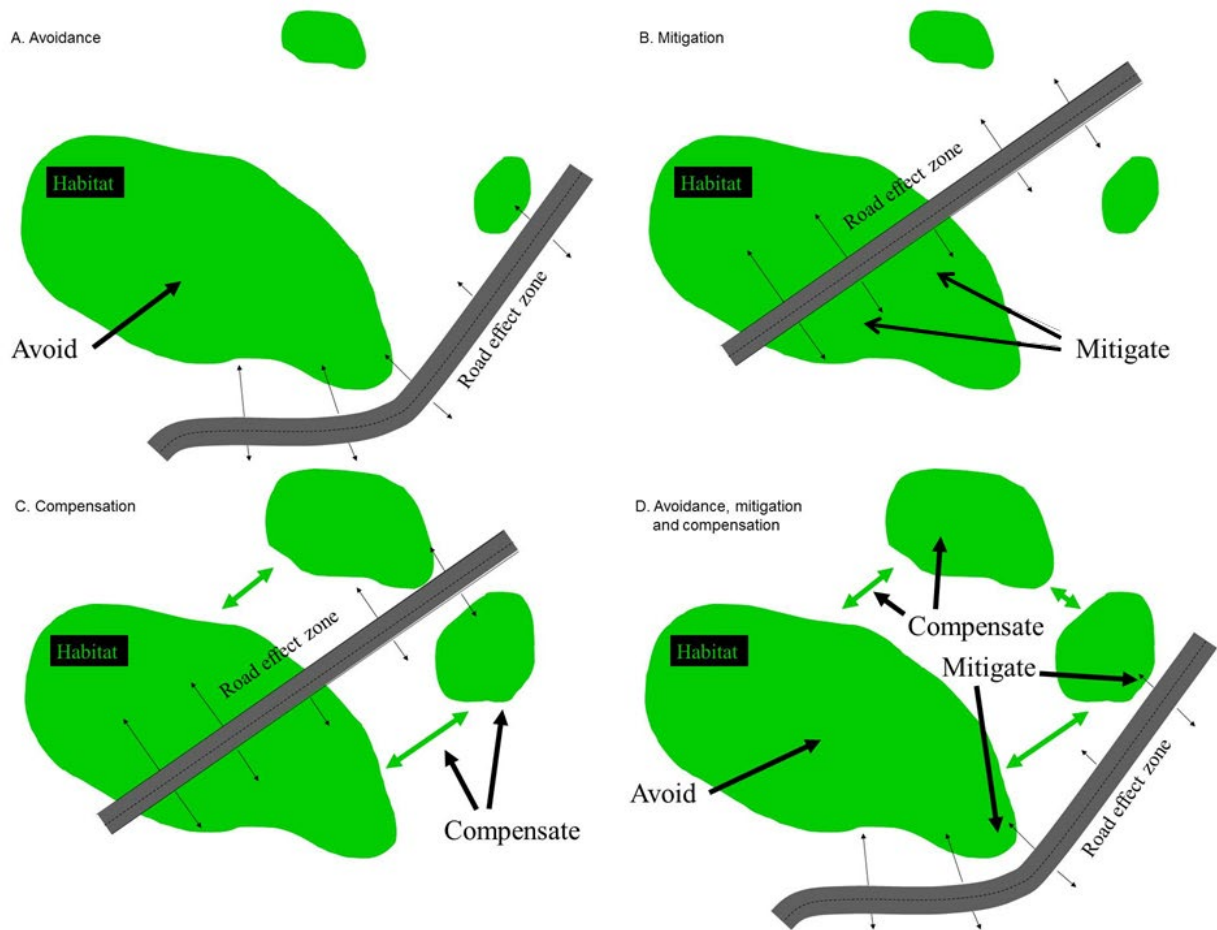 A. Avoidance
Habitat
Avoid
Road effect zone
B. Mitigation
Habitat
Road effect zone
Mitigate
C. Compensation
Habitat
Road effect zone
Compensate
D. Avoidance, mitigation
and compensation
Habitat
Compensate
Mitigate
Avoid
Road effect zone